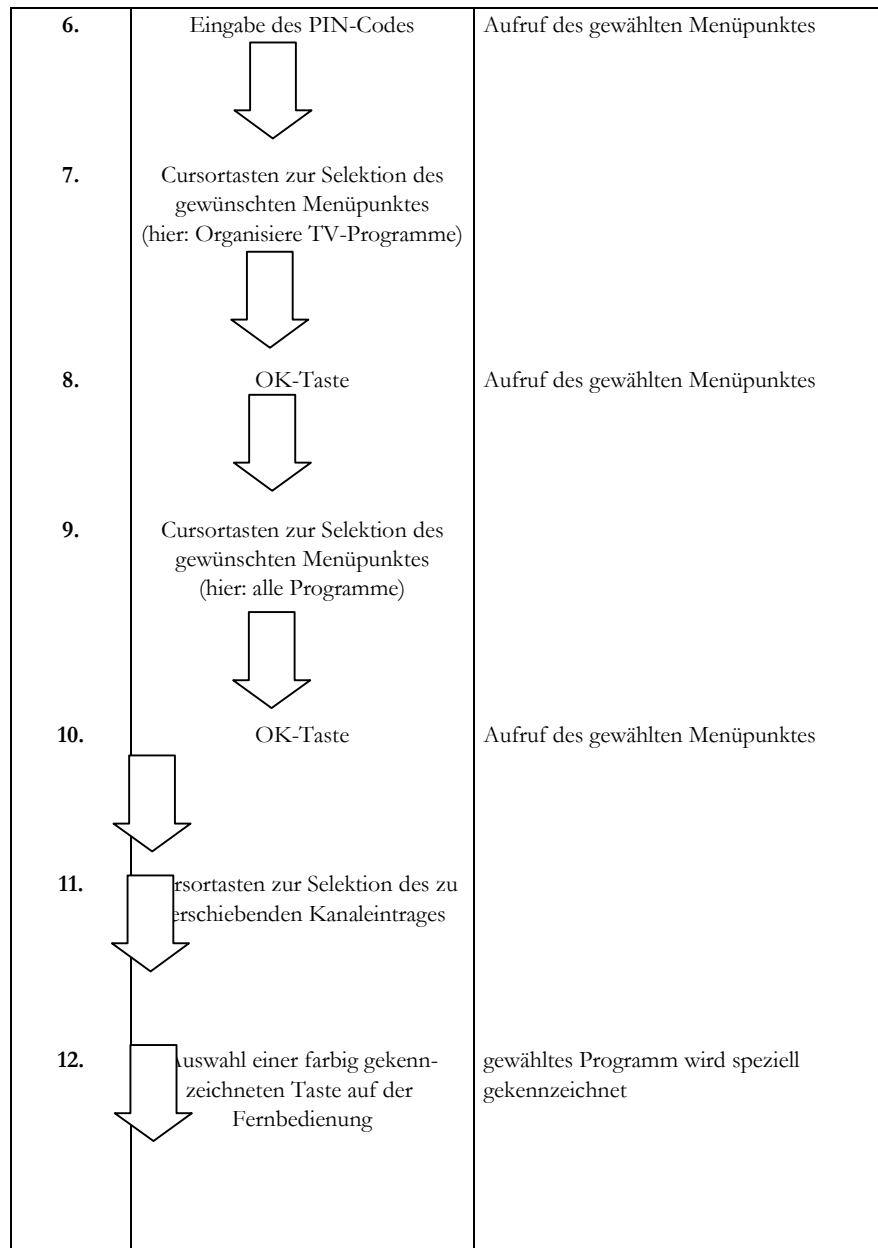 6. Eingabe des PIN-Codes Aufruf des gewählten Menüpunktes
7. Cursortasten zur Selektion des
gewünschten Menüpunktes
(hier: Organisiere TV-Programme)
8. OK-Taste Aufruf des gewählten Menüpunktes
9. Cursortasten zur Selektion des
gewünschten Menüpunktes
(hier: alle Programme)
10. OK-Taste Aufruf des gewählten Menüpunktes
11. zur Selektion des zu
Kanaleintrages
12. Auswahl einer farbig gekenn- gewähltes Programm wird speziell
zeichneten Taste auf der gekennzeichnet
Fernbedienung